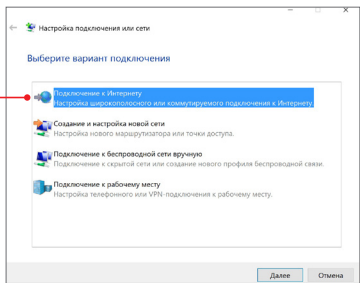 Настройка подключения или сети
Выберите вариант подключения
Подключение к Интернету
Настройка широкополосного или коммутируемого подключения к Интернету.
Создание и настройка новой сети
Настройка нового маршрутизатора или точки доступа.
Подключение к беспроводной сети вручную
Подключение к скрытой сети или создание нового профиля беспроводной связи.
Подключение к рабочему месту
Настройка телефонного или VPN-подключения к рабочему месту.
Далее Отмена